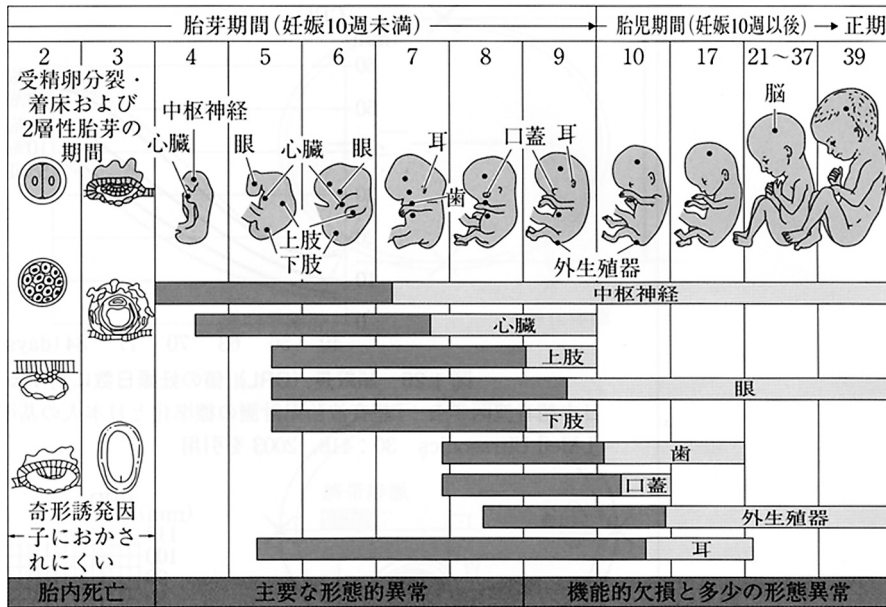 胎芽期間(妊娠10週未満)
胎児期間(妊娠10週以後) → 正期
2 3 4 5 6 7 8 9 10 17 21〜37 39
受精卵分裂・
着床および
2層性胎芽の
期間
中枢神経
心臓
眼
心臓
眼
耳
歯
口蓋
耳
脳
上肢
下肢
外生殖器
中枢神経
心臓
上肢
眼
下肢
歯
口蓋
外生殖器
耳
奇形誘発因
子におかさ
れにくい
胎内死亡
主要な形態的異常
機能的欠損と多少の形態異常